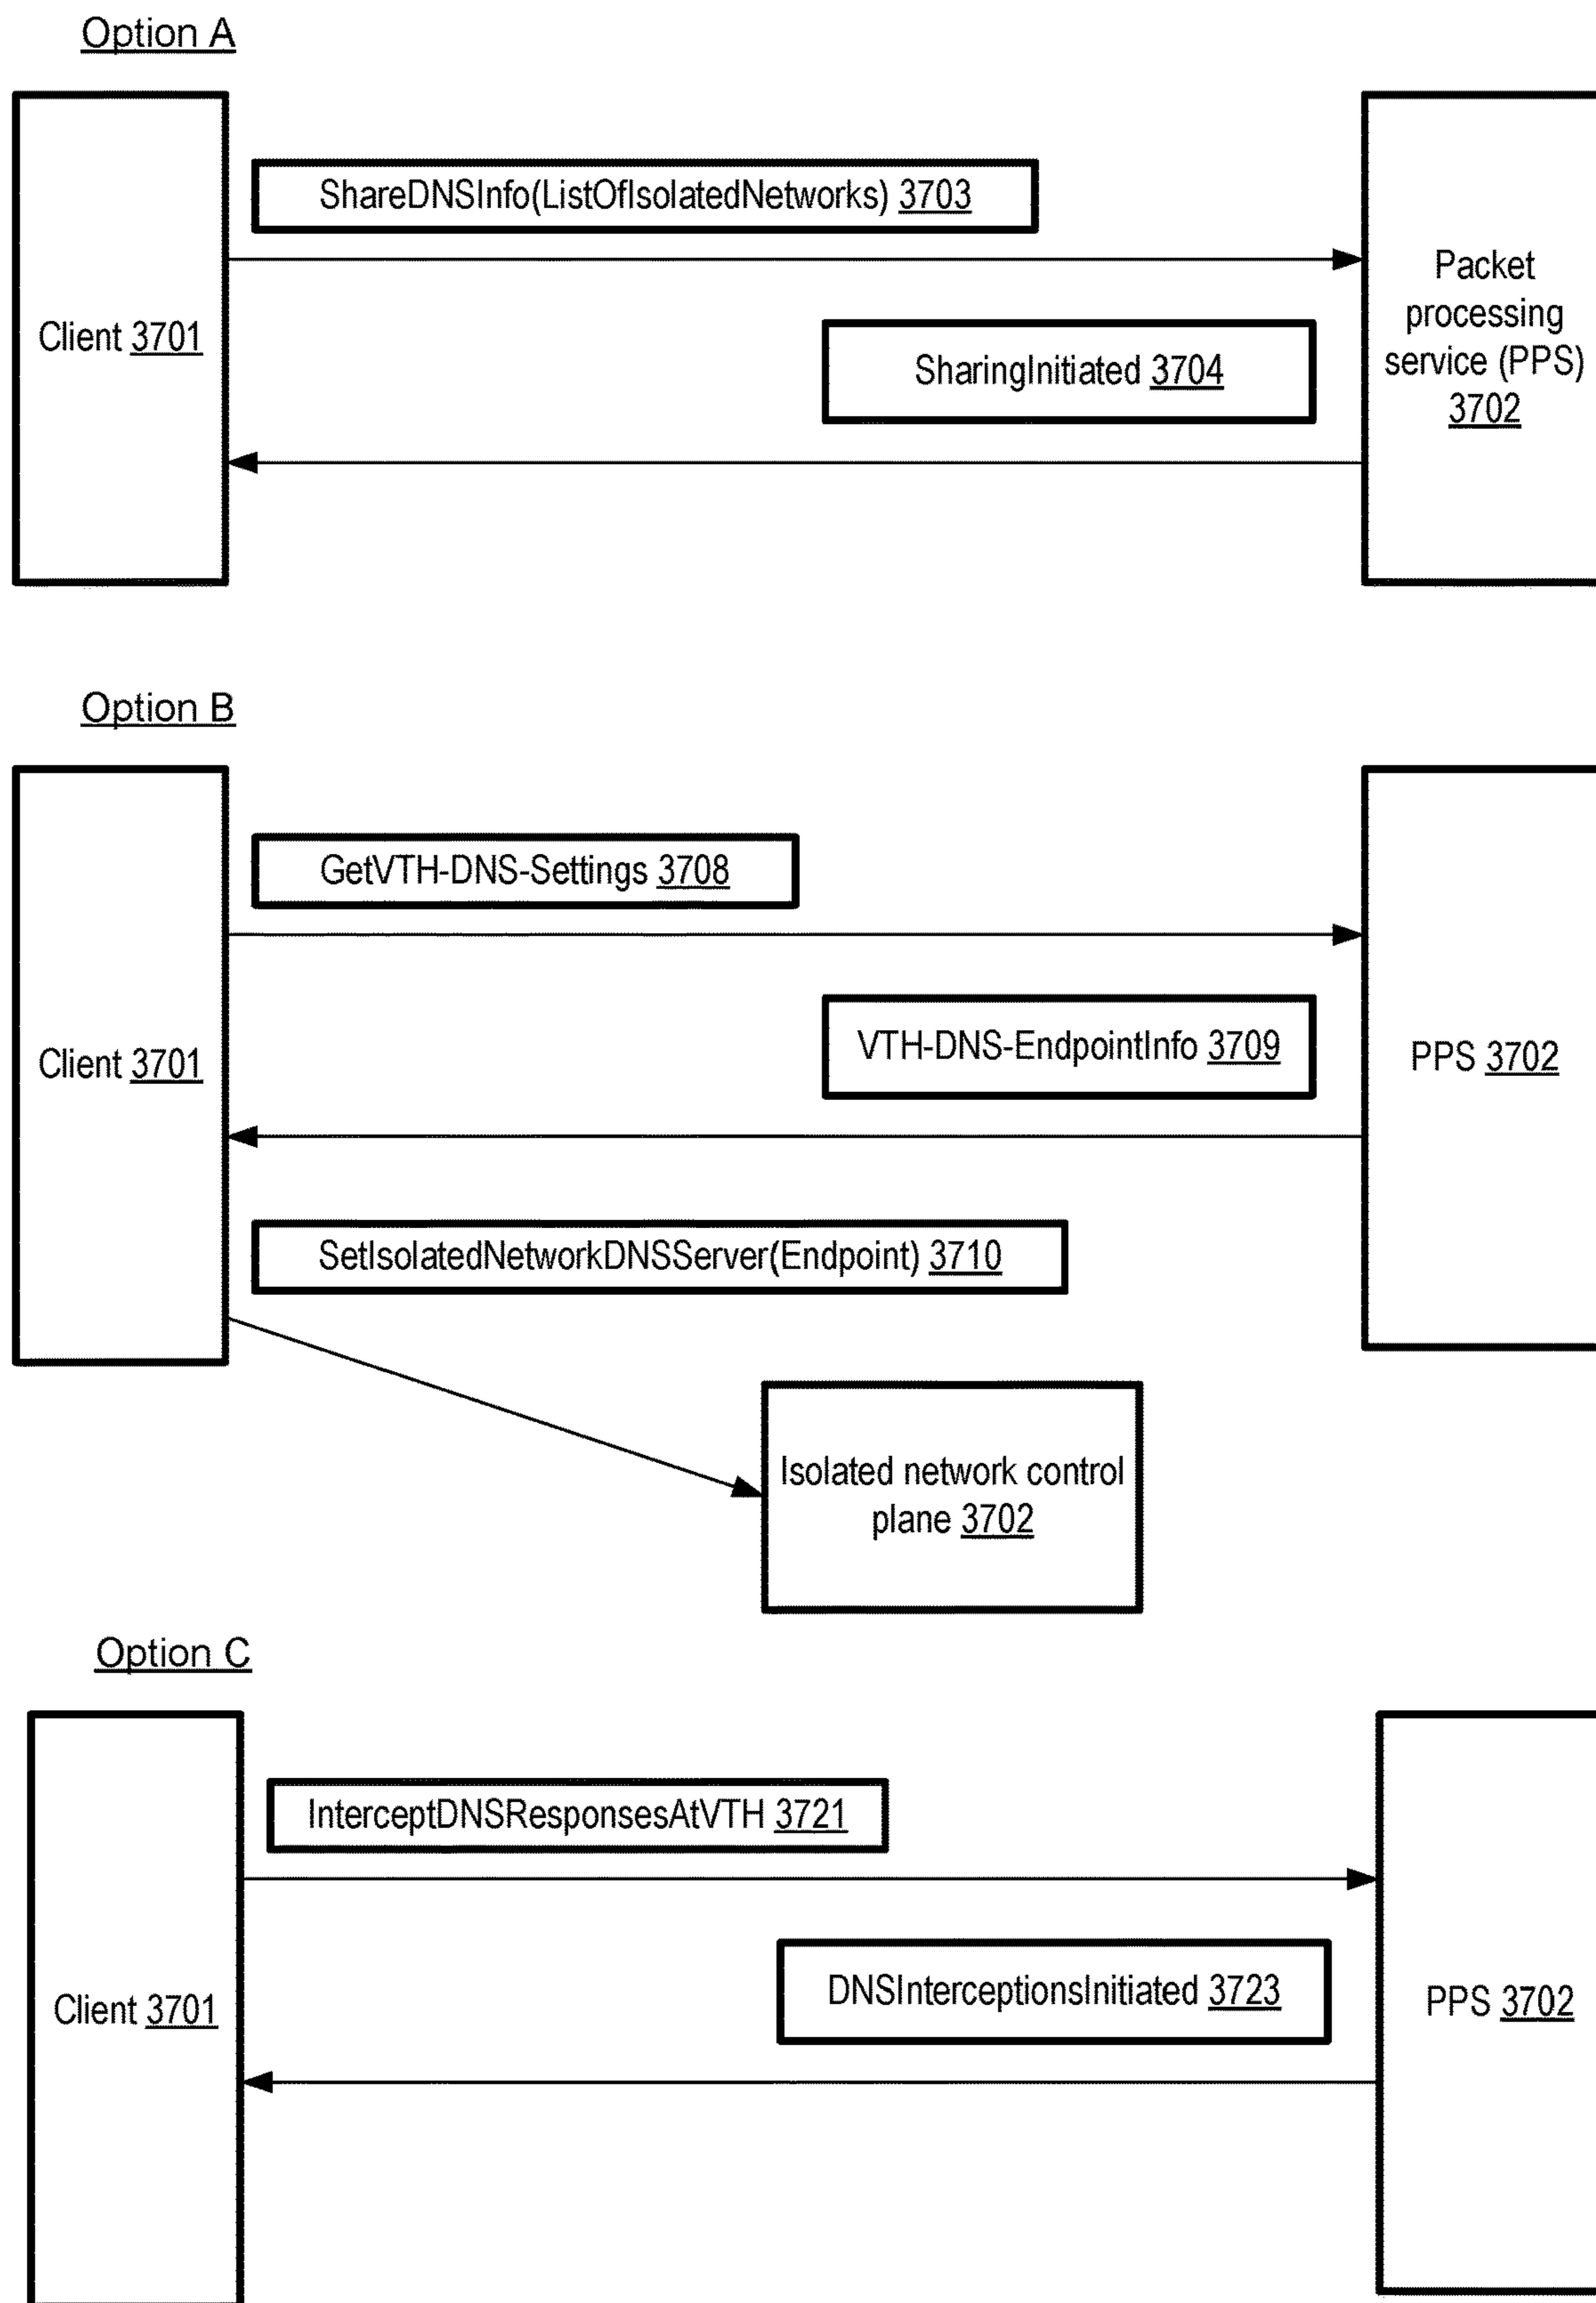 Option A
ShareDNSInfo(ListOfIsolatedNetworks) 3703
Client 3701
SharingInitiated 3704
Packet
processing
service (PPS)
3702
Option B
GetVTH-DNS-Settings 3708
Client 3701
VTH-DNS-EndpointInfo 3709
PPS 3702
SetIsolatedNetworkDNSServer(Endpoint) 3710
Isolated network control
plane 3702
Option C
InterceptDNSResponsesAtVTH 3721
Client 3701
DNSInterceptionsInitiated 3723
PPS 3702